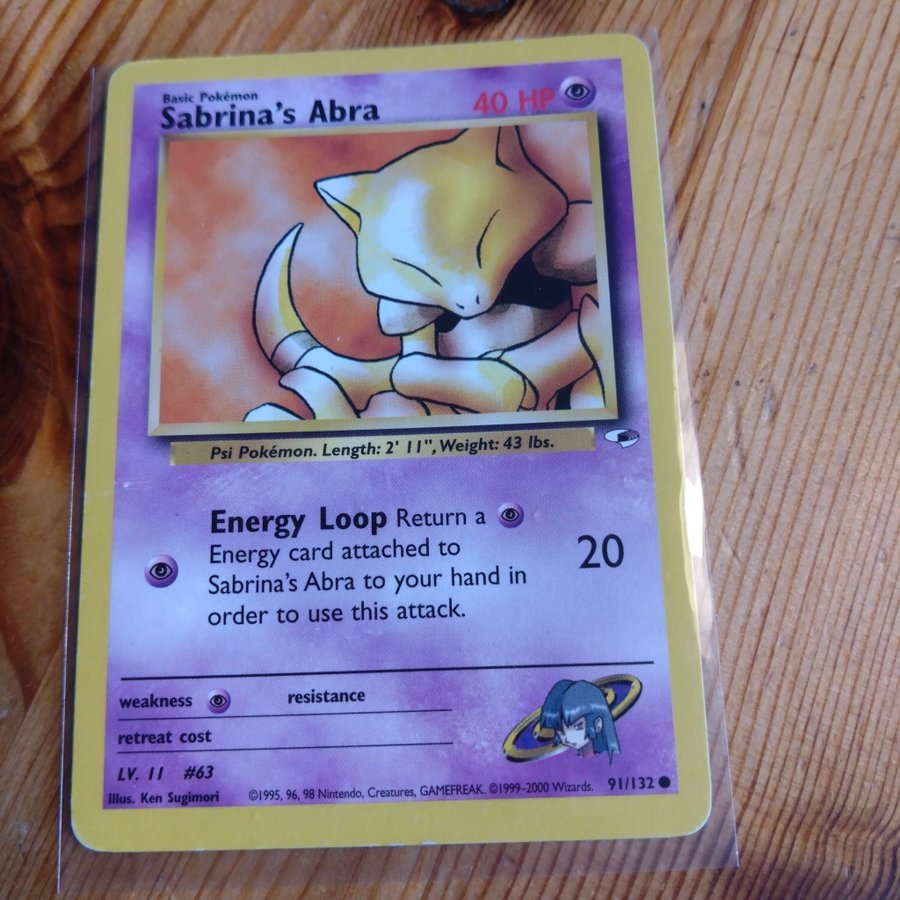 Basic Pokémon
Sabrina's Abra 40 HP
Psi Pokémon. Length: 2' 11", Weight: 43 lbs.
Energy Loop Return a
Energy card attached to
Sabrina's Abra to your hand in
order to use this attack.
20
weakness resistance
retreat cost
LV. 11 #63
Illus. Ken Sugimori ©1995, 96, 98 Nintendo, Creatures, GAMEFREAK. ©1999-2000 Wizards. 91/132